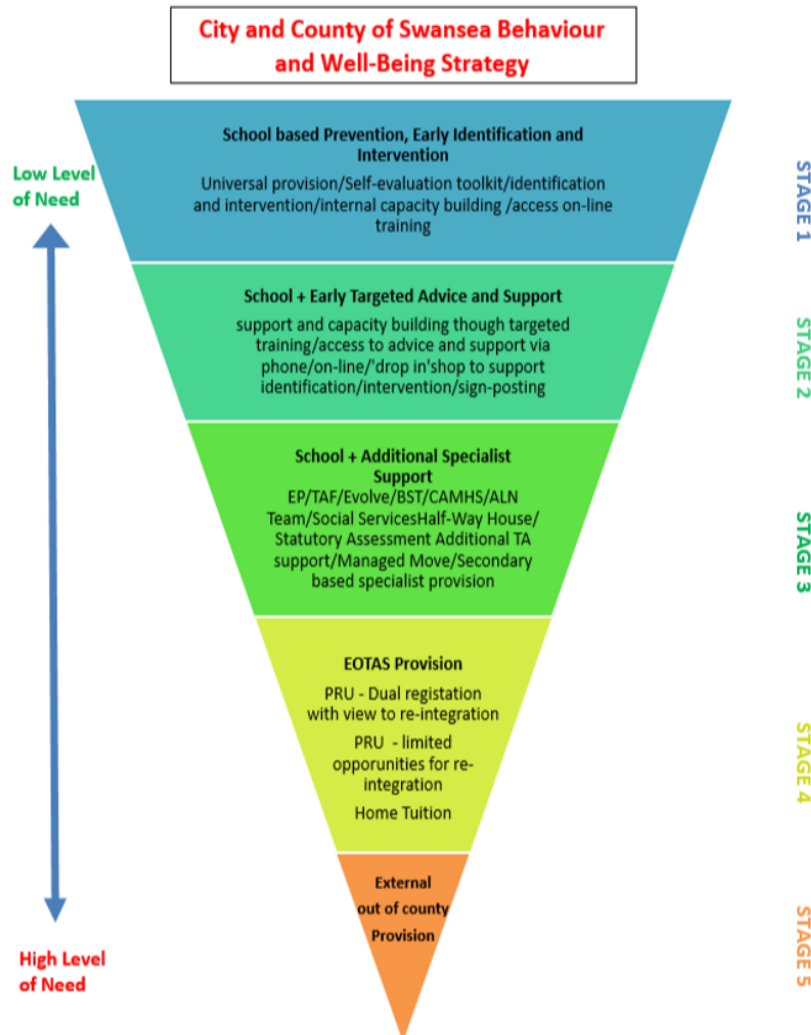 City and County of Swansea Behaviour
and Well-Being Strategy
Low Level
of Need
School based Prevention, Early Identification and
Intervention
Universal provision/Self-evaluation toolkit/identification
and intervention/internal capacity building /access on-line
training
STAGE 1
School + Early Targeted Advice and Support
support and capacity building though targeted
training/access to advice and support via
phone/on-line/'drop in'shop to support
identification/intervention/sign-posting
STAGE 2
School + Additional Specialist
Support
EP/TAF/Evolve/BST/CAMHS/ALN
Team/Social ServicesHalf-Way House/
Statutory Assessment Additional TA
support/Managed Move/Secondary
based specialist provision
STAGE 3
EOTAS Provision
PRU - Dual registation
with view to re-integration
PRU - limited
opporunities for re-
integration
Home Tuition
STAGE 4
External
out of county
Provision
STAGE 5
High Level
of Need